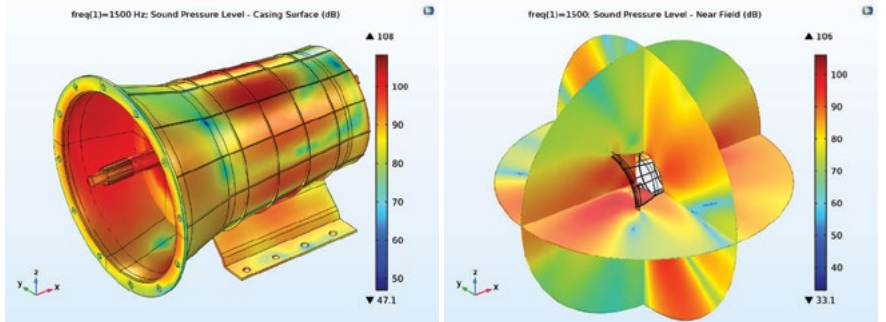 freq(1)=1500 Hz; Sound Pressure Level - Casing Surface (dB)
▲ 108
100
90
80
70
60
50
▼ 47.1
z
y
x
freq(1)=1500; Sound Pressure Level - Near Field (dB)
▲ 106
100
90
80
70
60
50
40
▼ 33.1
z
y
x